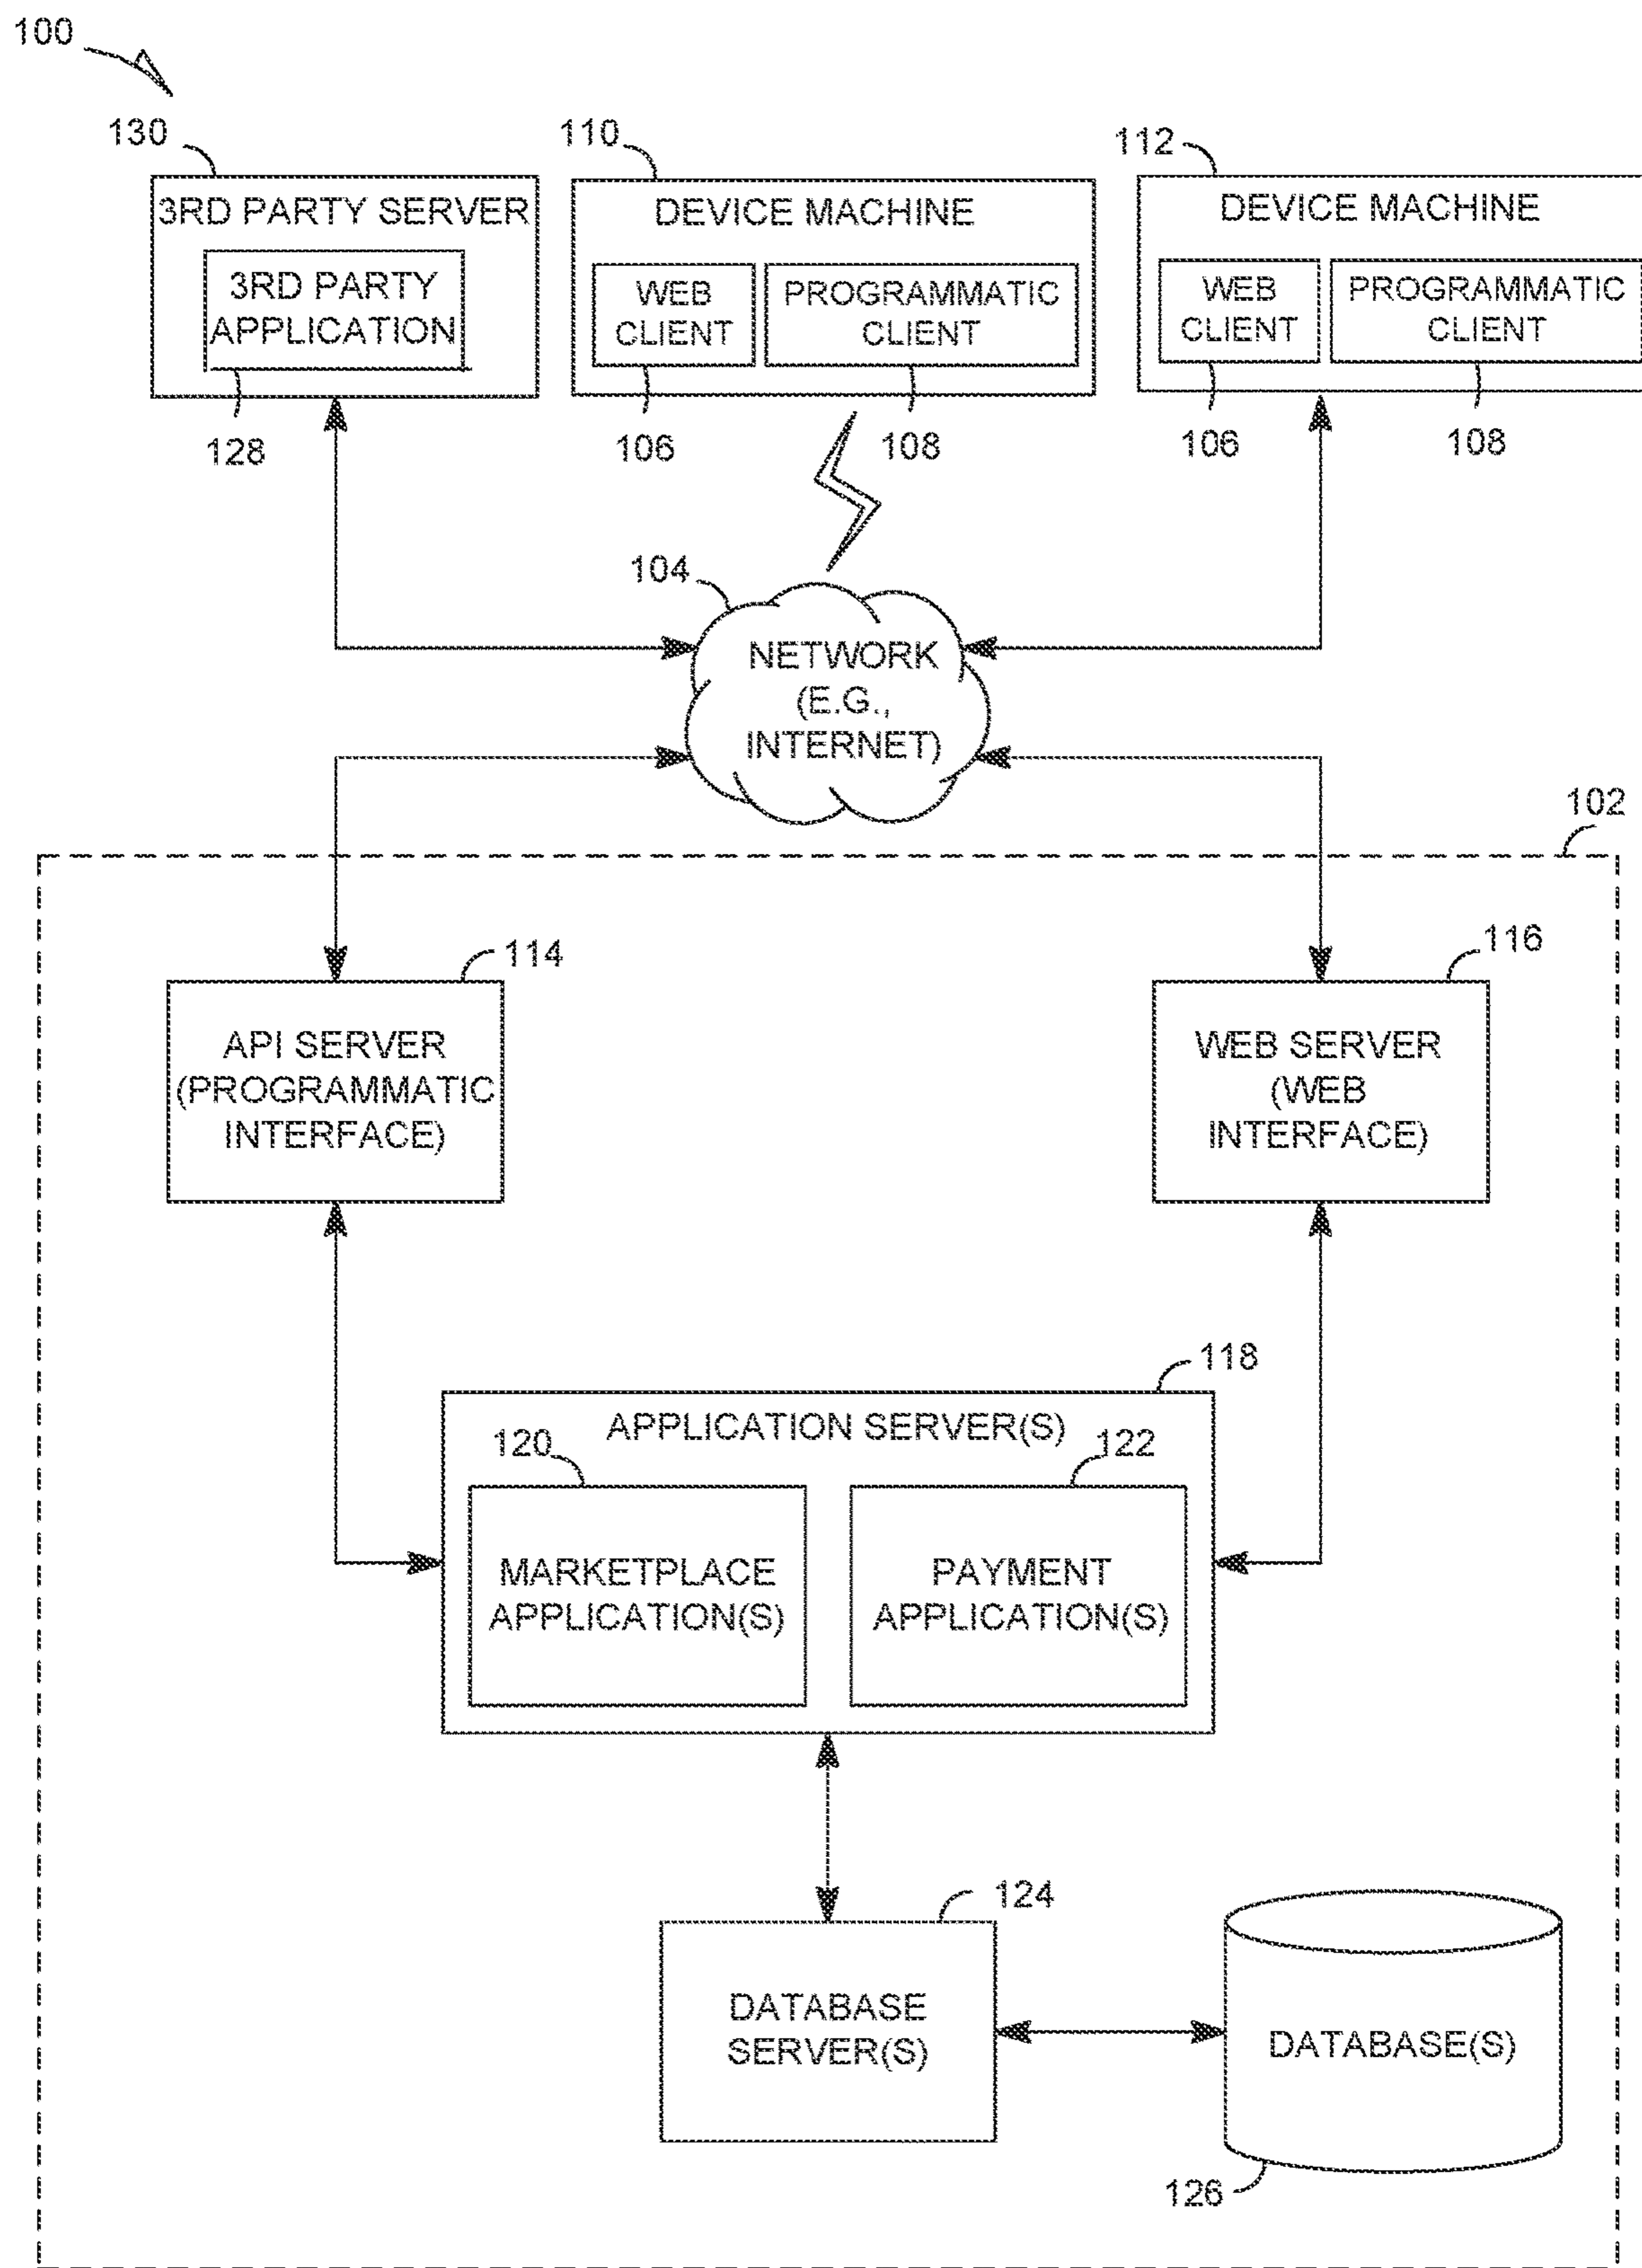 100
130
110
112
3RD PARTY SERVER
3RD PARTY
APPLICATION
128
DEVICE MACHINE
WEB
CLIENT
PROGRAMMATIC
CLIENT
106
108
DEVICE MACHINE
WEB
CLIENT
PROGRAMMATIC
CLIENT
106
108
104
NETWORK
(E.G.,
INTERNET)
102
114
API SERVER
(PROGRAMMATIC
INTERFACE)
116
WEB SERVER
(WEB
INTERFACE)
118
APPLICATION SERVER(S)
120
122
MARKETPLACE
APPLICATION(S)
PAYMENT
APPLICATION(S)
124
DATABASE
SERVER(S)
DATABASE(S)
126